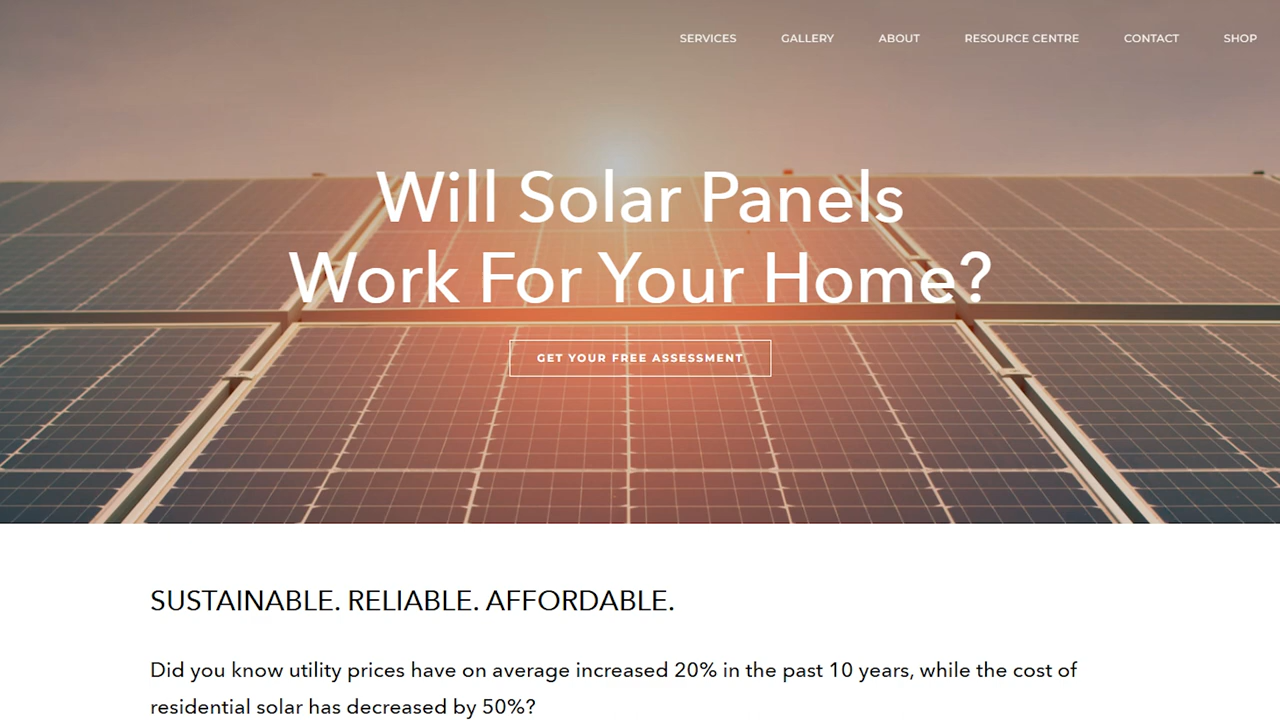 SERVICES GALLERY ABOUT RESOURCE CENTRE CONTACT SHOP
Will Solar Panels
Work For Your Home?
GET YOUR FREE ASSESSMENT
SUSTAINABLE. RELIABLE. AFFORDABLE.
Did you know utility prices have on average increased 20% in the past 10 years, while the cost of
residential solar has decreased by 50%?